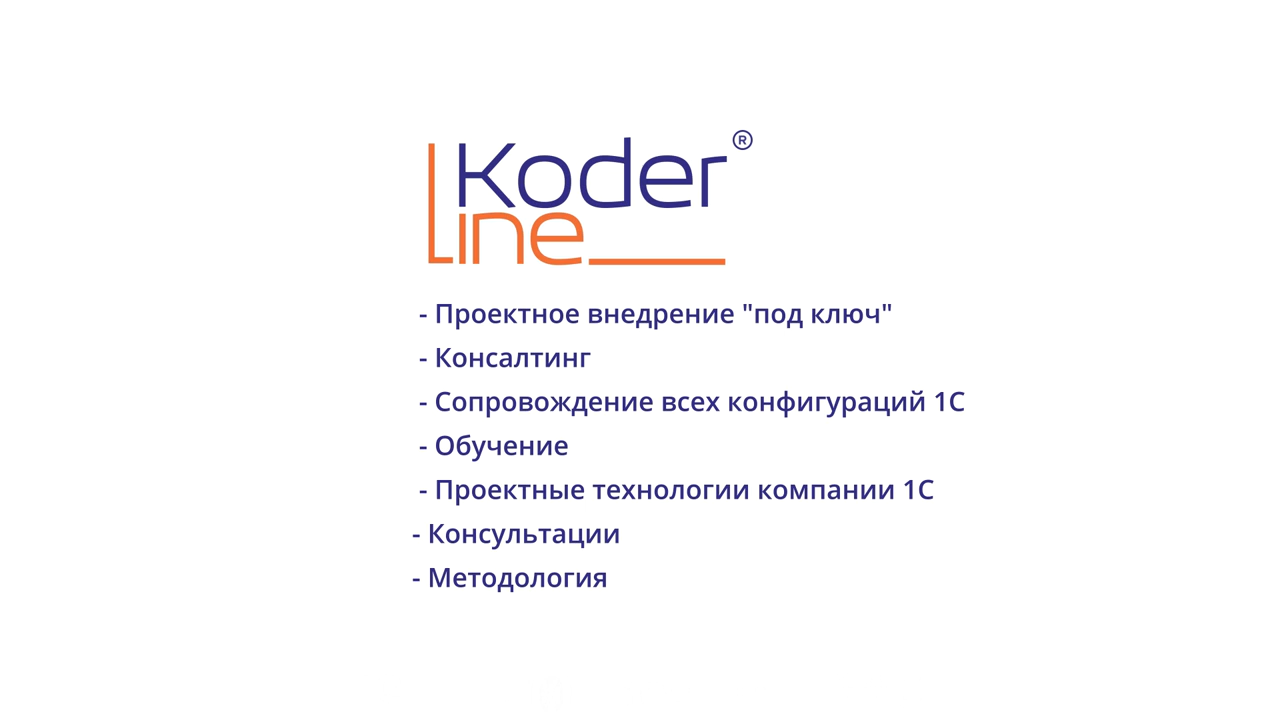 Koder®
Line
- Проектное внедрение "под ключ"
- Консалтинг
- Сопровождение всех конфигураций 1С
- Обучение
- Проектные технологии компании 1С
- Консультации
- Методология